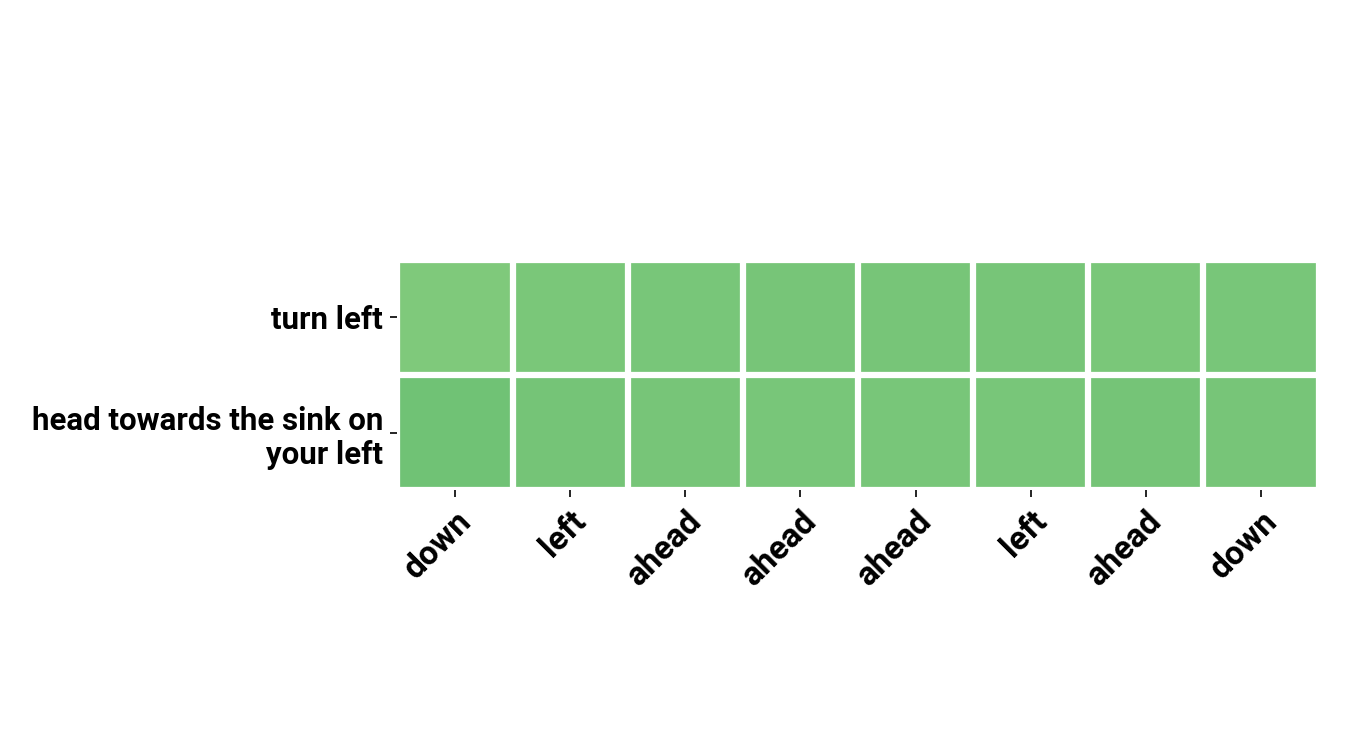 turn left
head towards the sink on
your left
down
left
ahead
ahead
ahead
left
ahead
down